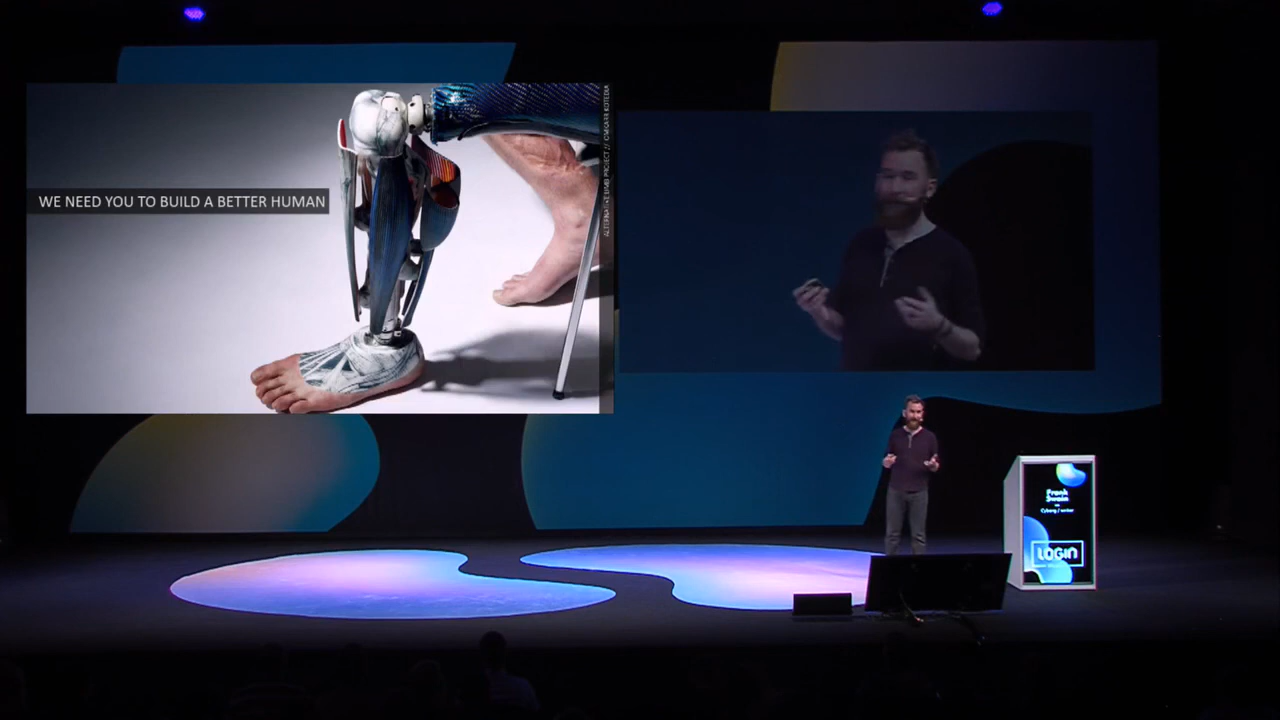 WE NEED YOU TO BUILD A BETTER HUMAN
ALTERNATIVE LIMB PROJECT // OMKAAR KOTEDIA
Frank
Swain
Cyborg / writer
LOGIN